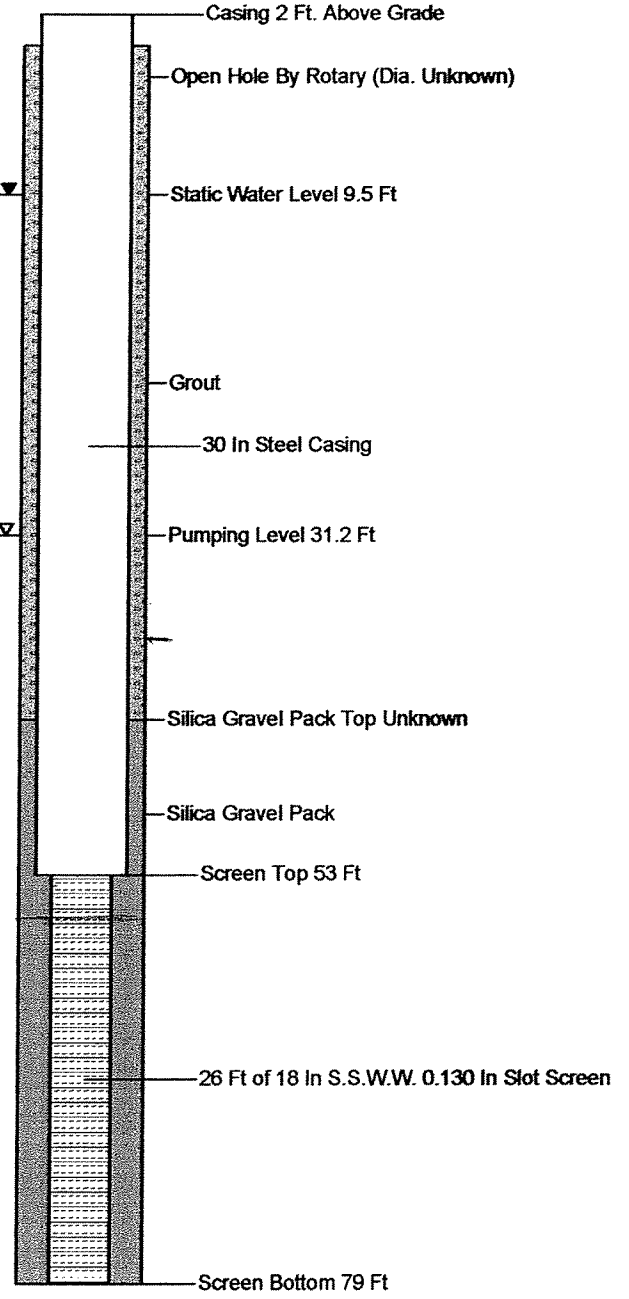 Casing 2 Ft. Above Grade
Open Hole By Rotary (Dia. Unknown)
Static Water Level 9.5 Ft
Grout
30 In Steel Casing
Pumping Level 31.2 Ft
Silica Gravel Pack Top Unknown
Silica Gravel Pack
Screen Top 53 Ft
26 Ft of 18 In S.S.W.W. 0.130 In Slot Screen
Screen Bottom 79 Ft